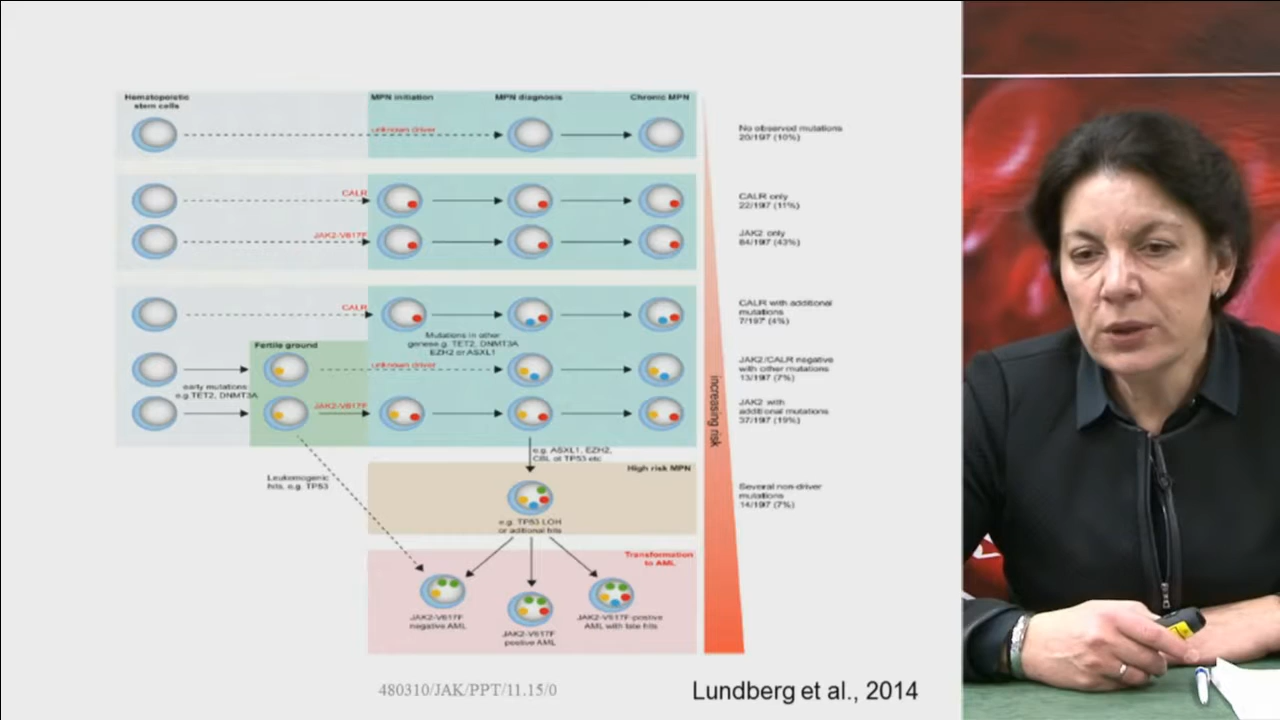 Hematopoietic
stem cells
MPN initiation
MPN diagnosis
Chronic MPN
unknown driver
No observed mutations
20/197 (10%)
CALR
CALR only
22/197 (11%)
JAK2-V617F
JAK2 only
84/197 (43%)
CALR
CALR with additional
mutations
7/197 (4%)
Mutations in other
genese.g. TET2, DNMT3A
EZH2 or ASXL1
Fertile ground
unknown driver
JAK2/CALR negative
with other mutations
13/197 (7%)
early mutations
e.g.TET2, DNMT3A
JAK2-V617F
JAK2 with
additional mutations
37/197 (19%)
increasing risk
e.g. ASXL1, EZH2,
CBL ot TP53 etc
High risk MPN
Leukemogenic
hits, e.g. TP53
Several non-driver
mutations
14/197 (7%)
e.g. TP53 LOH
or aditional hits
Transformation
to AML
JAK2-V617F
negative AML
JAK2-V617F
postive AML
JAK2-V617F-postive
AML with late hits
480310/JAK/PPT/11.15/0
Lundberg et al., 2014